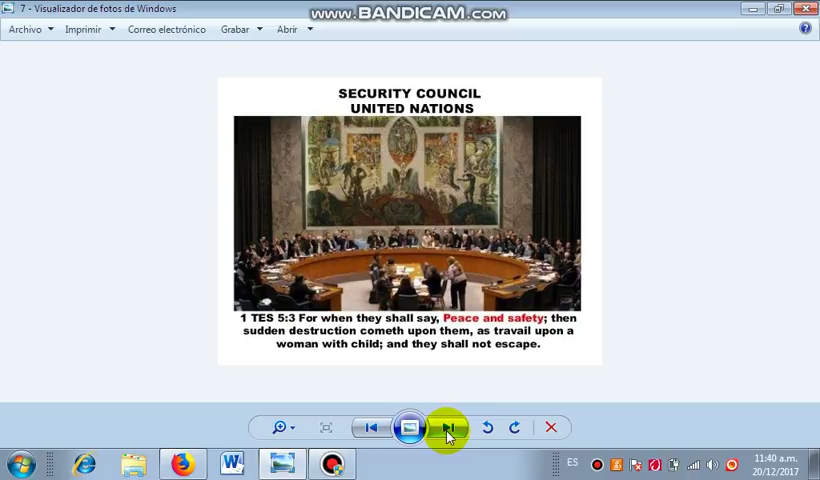 7 - Visualizador de fotos de Windows
www.BANDICAM.com
Archivo Imprimir Correo electrónico Grabar Abrir
SECURITY COUNCIL
UNITED NATIONS
1 TES 5:3 For when they shall say, Peace and safety; then
sudden destruction cometh upon them, as travail upon a
woman with child; and they shall not escape.
ES
11:40 a.m.
20/12/2017